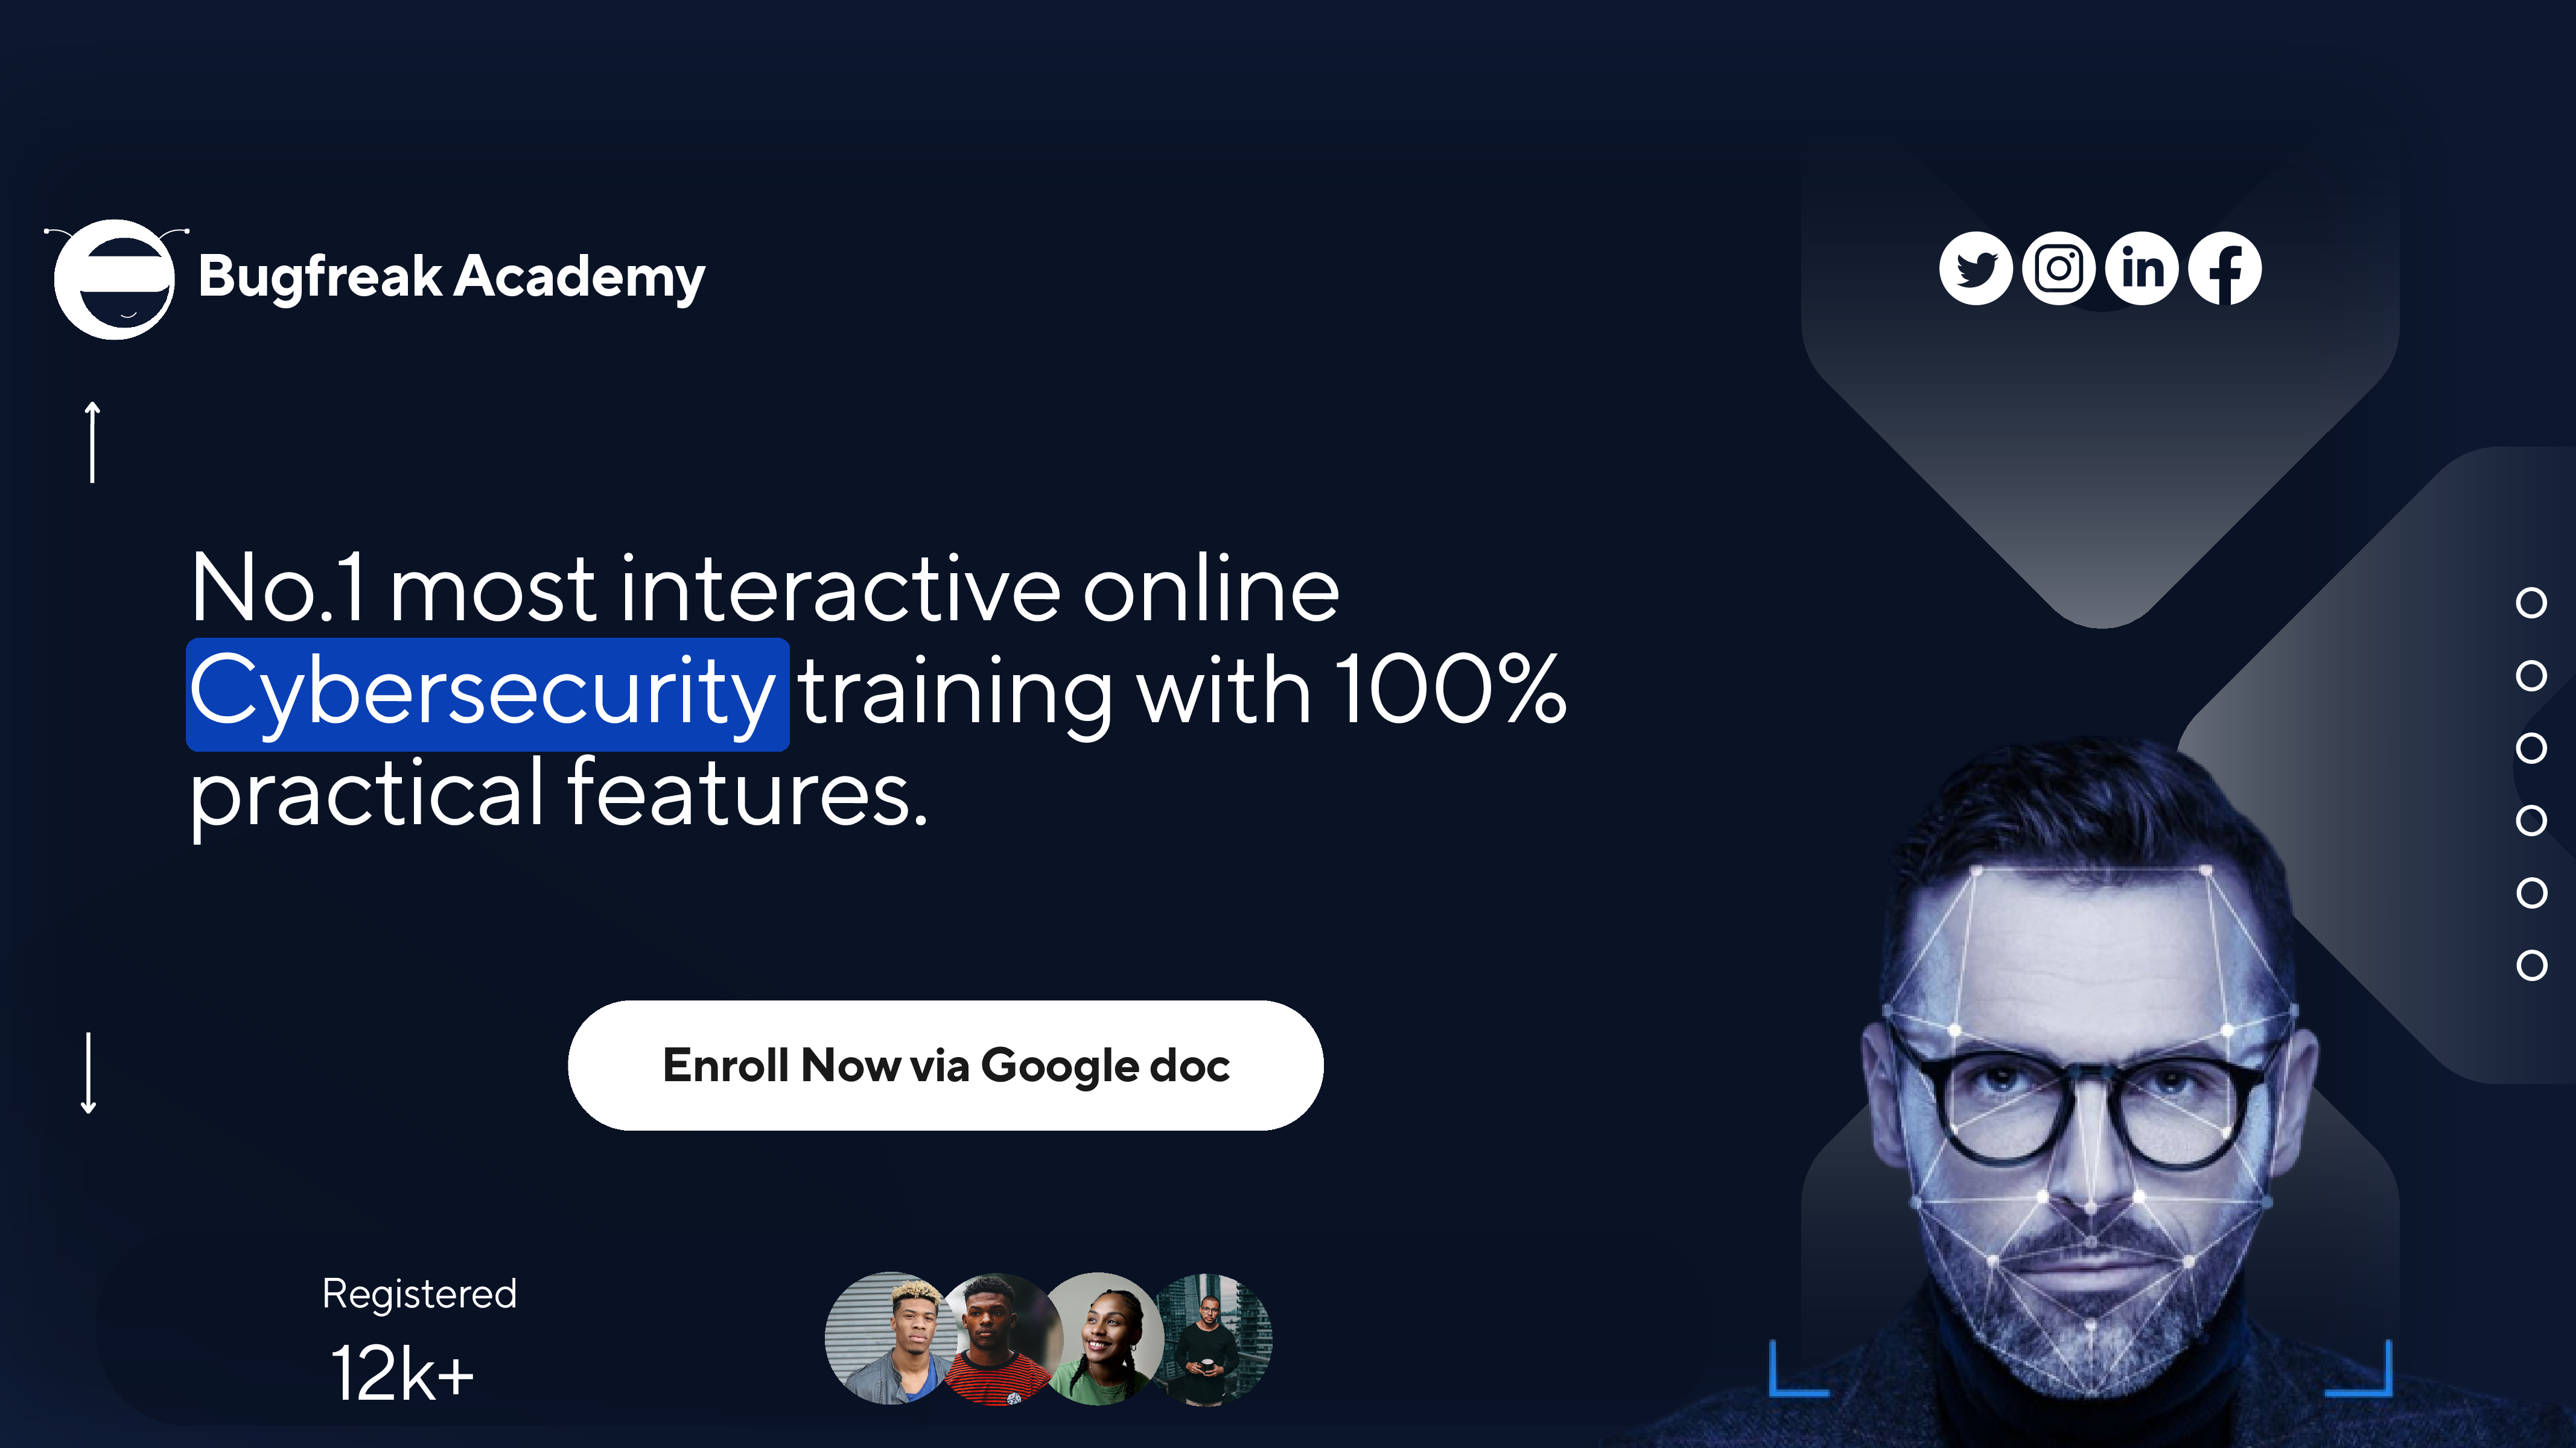 Bugfreak Academy
No.1 most interactive online
Cybersecurity training with 100%
practical features.
Enroll Now via Google doc
Registered
12k+